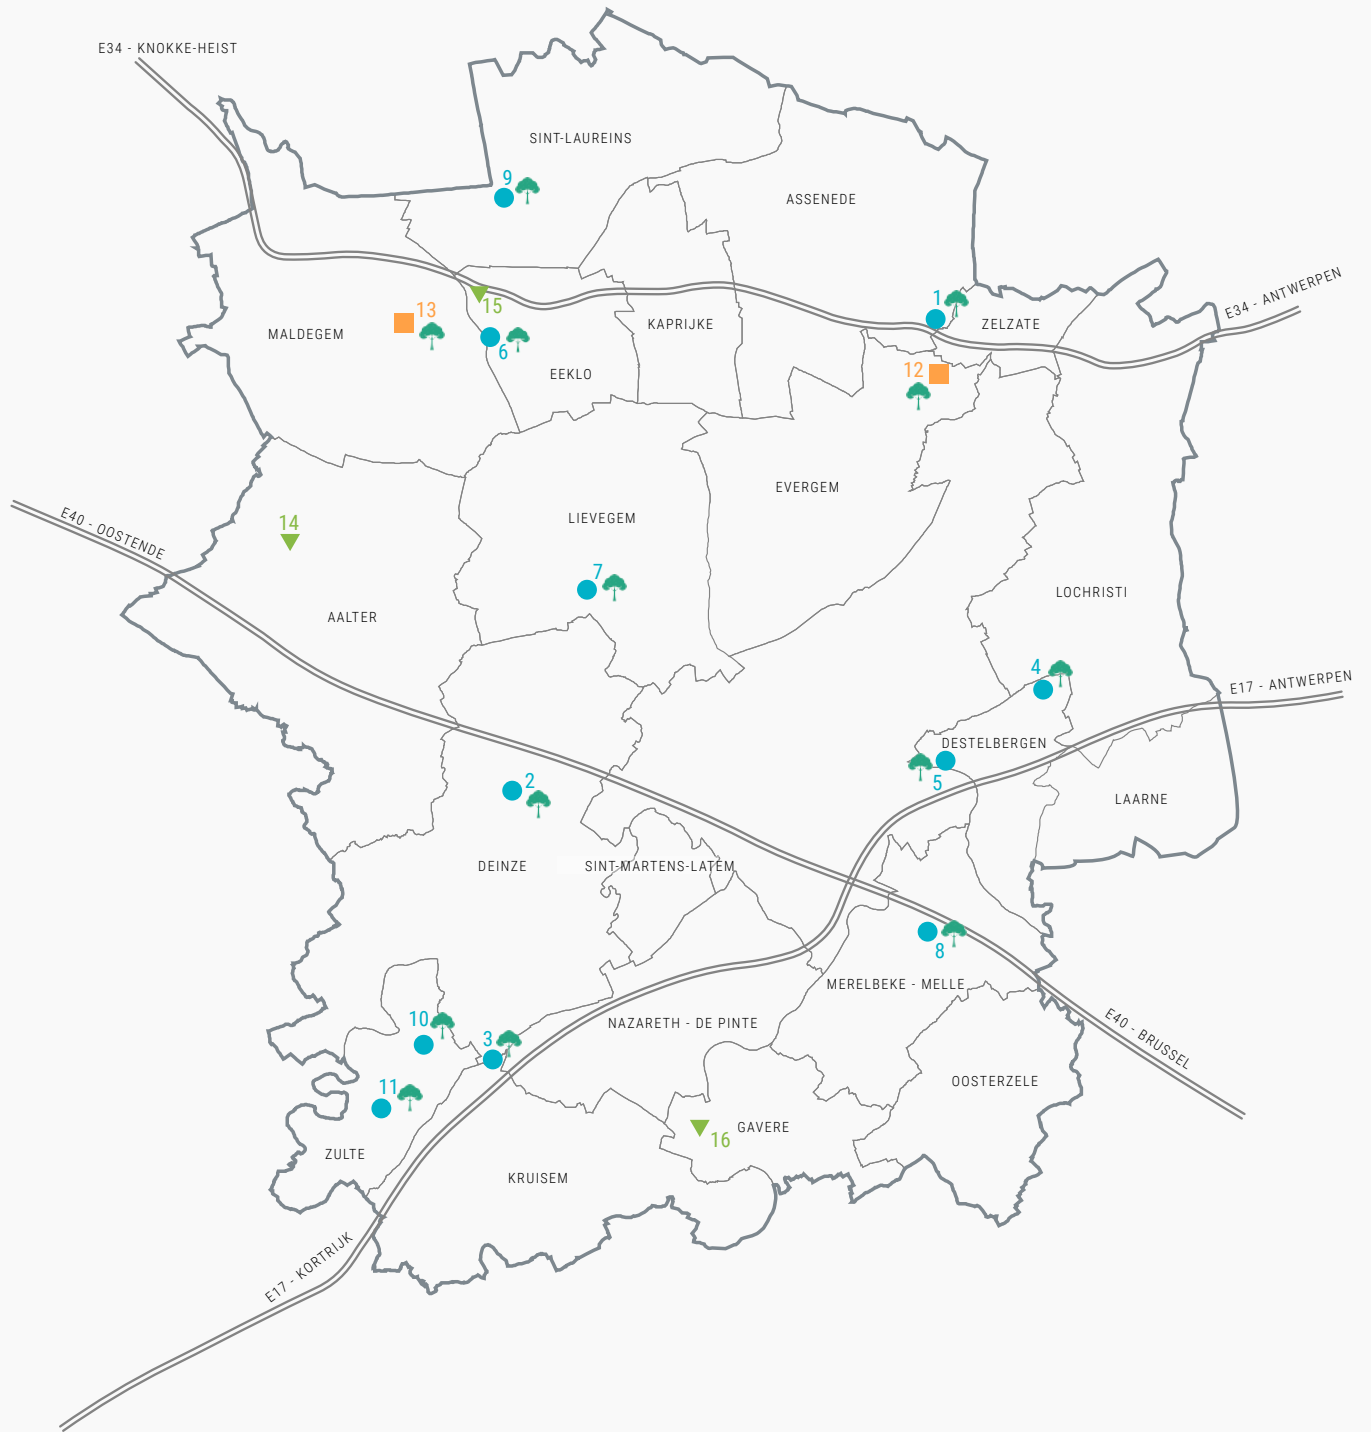 E34 - KNOKKE-HEIST
SINT-LAUREINS
9
ASSENEDE
E34 - ANTWERPEN
1
15
13
KAPRIJKE
ZELZATE
MALDEGEM
6
EEKLO
12
EVERGEM
E40 - OOSTENDE
14
LIEVEGEM
7
LOCHRISTI
AALTER
4
E17 - ANTWERPEN
DESTELBERGEN
2
5
LAARNE
DEINZE
SINT-MARTENS-LATEM
8
MERELBEKE - MELLE
10
NAZARETH - DE PINTE
3
E40 - BRUSSEL
11
OOSTERZELE
GAVERE
16
ZULTE
KRUISEM
E17 - KORTRIJK